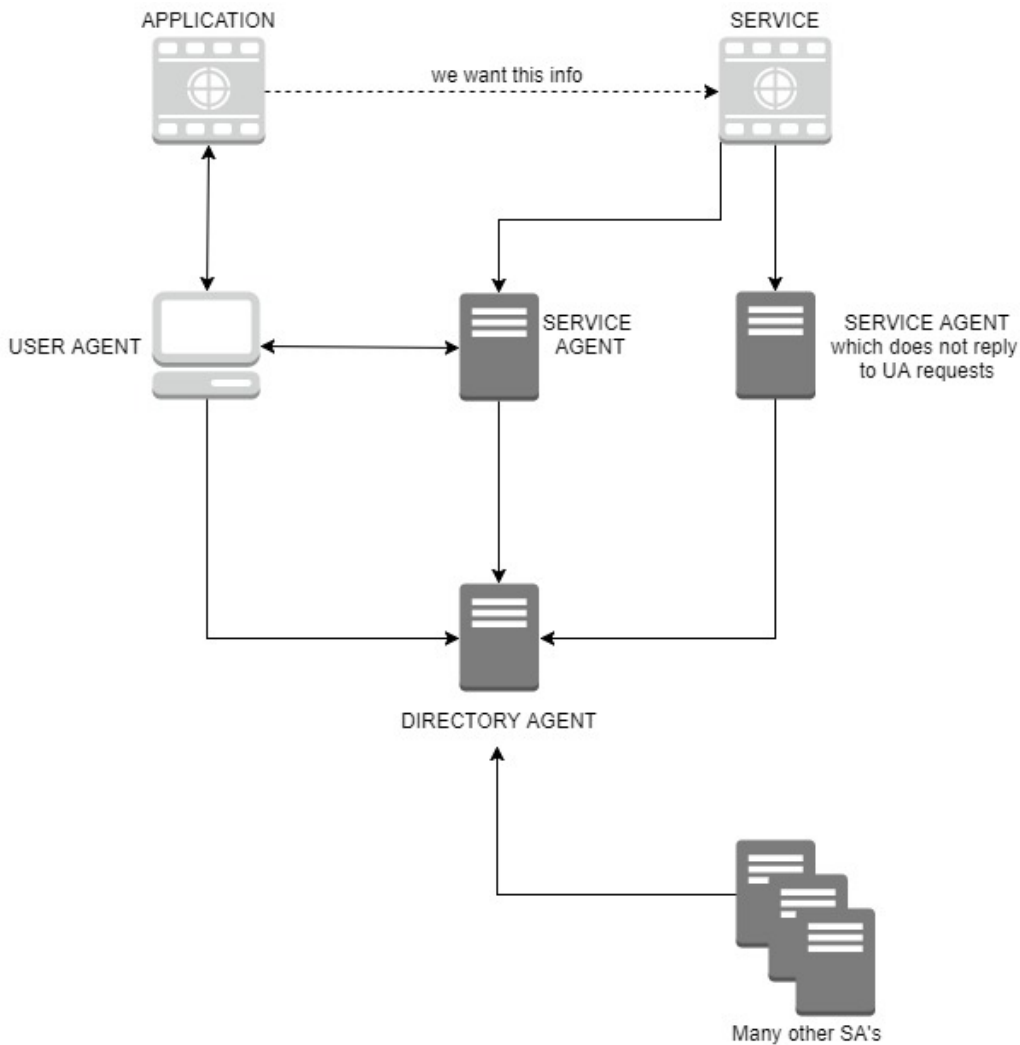 APPLICATION
SERVICE
we want this info
USER AGENT
SERVICE
AGENT
SERVICE AGENT
which does not reply
to UA requests
DIRECTORY AGENT
Many other SA's